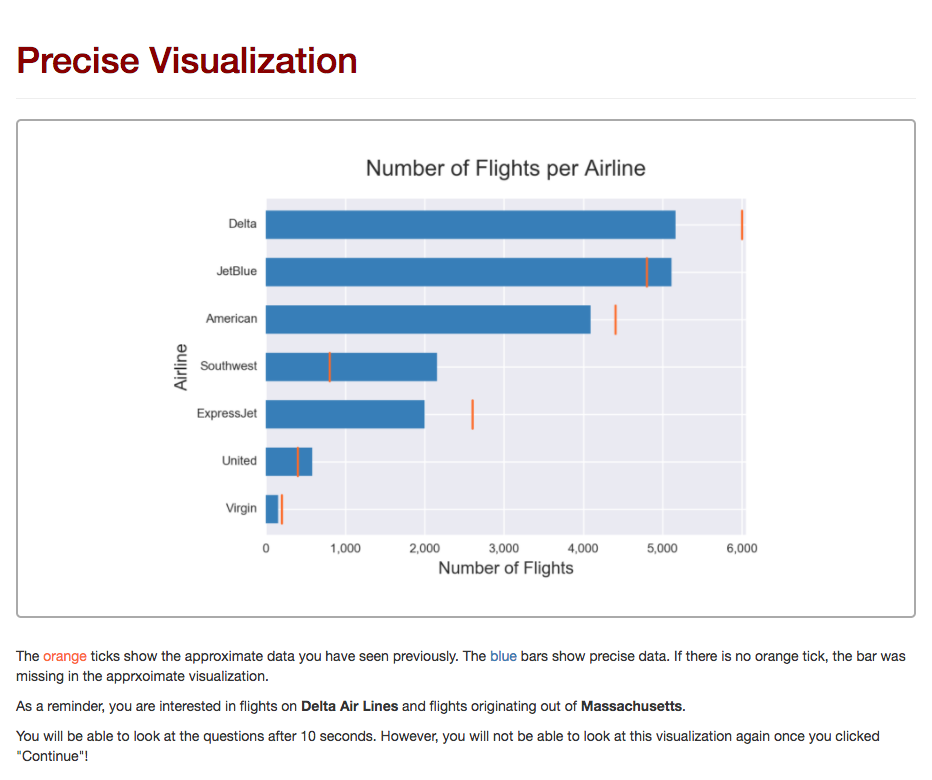 Precise Visualization
Number of Flights per Airline
Delta
JetBlue
American
Southwest
ExpressJet
United
Virgin
Airline
0 1,000 2,000 3,000 4,000 5,000 6,000
Number of Flights
The orange ticks show the approximate data you have seen previously. The blue bars show precise data. If there is no orange tick, the bar was
missing in the apprxoimate visualization.
As a reminder, you are interested in flights on Delta Air Lines and flights originating out of Massachusetts.
You will be able to look at the questions after 10 seconds. However, you will not be able to look at this visualization again once you clicked
"Continue"!